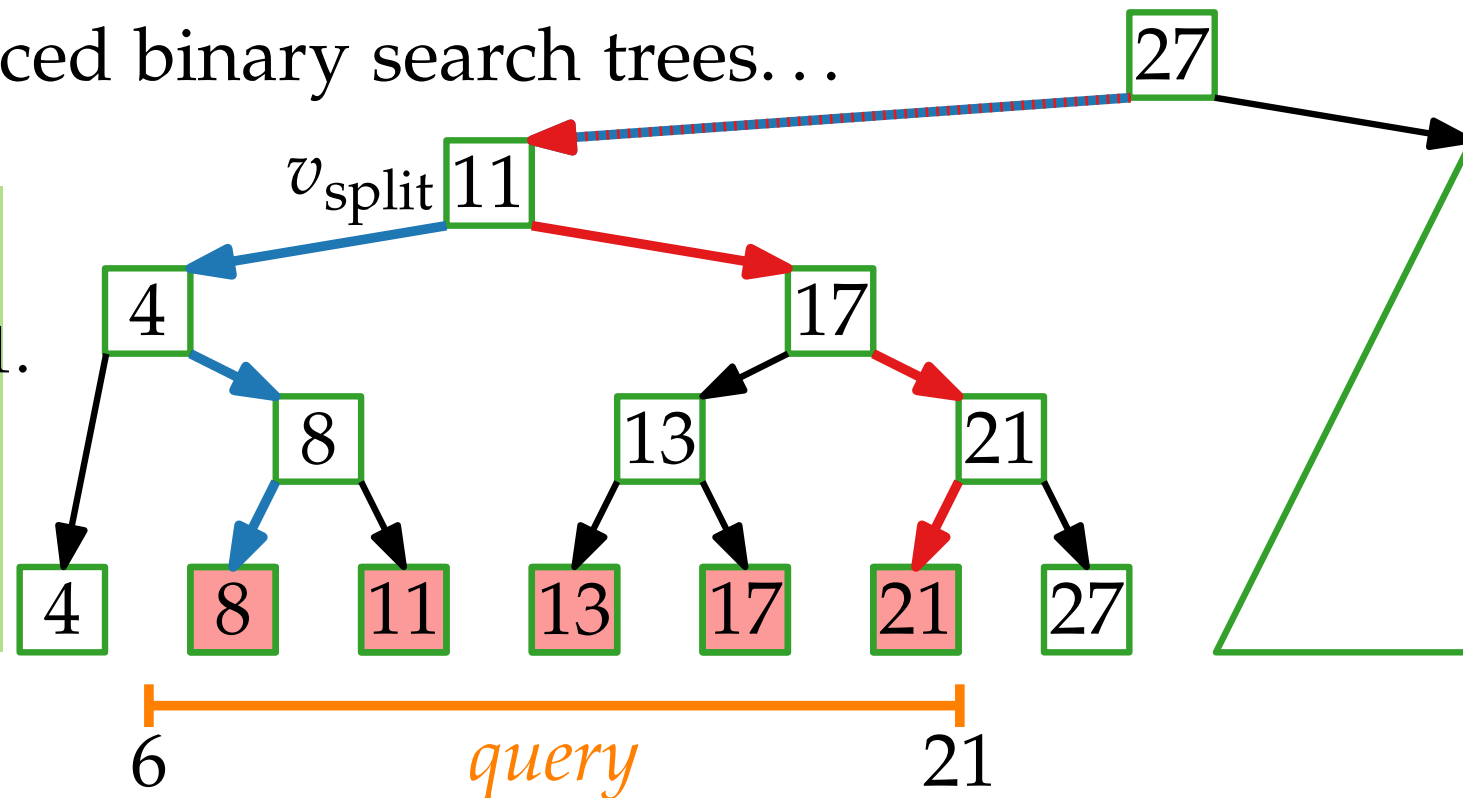 ced binary search trees…
27
v split 11
4 17
8 13 21
4 8 11 13 17 21 27
6 query 21